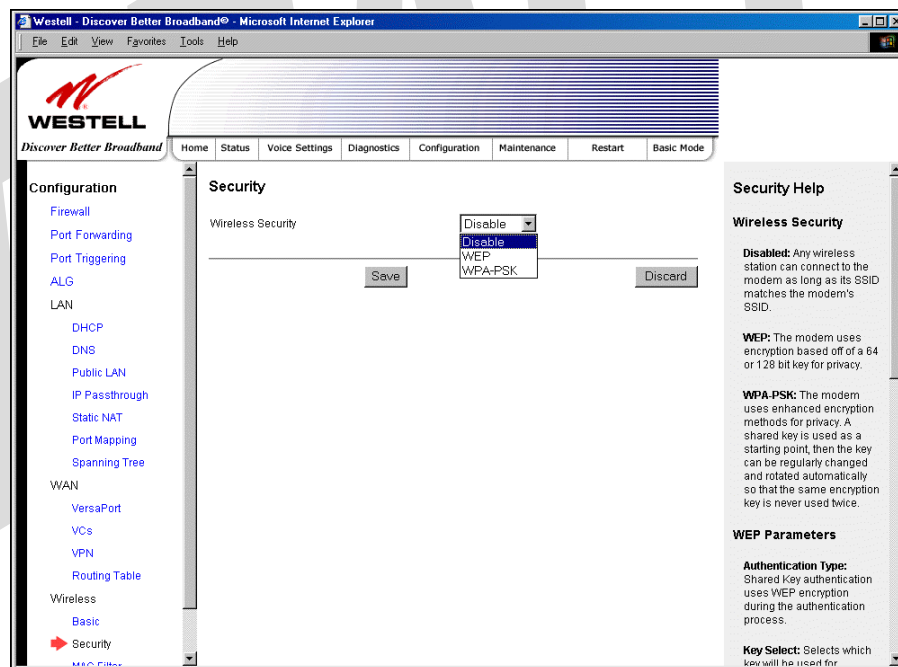 Westell - Discover Better Broadband® - Microsoft Internet Explorer
File Edit View Favorites Tools Help
WESTELL
Discover Better Broadband
Home Status Voice Settings Diagnostics Configuration Maintenance Restart Basic Mode
Configuration
Firewall
Port Forwarding
Port Triggering
ALG
LAN
DHCP
DNS
Public LAN
IP Passthrough
Static NAT
Port Mapping
Spanning Tree
WAN
VersaPort
VCs
VPN
Routing Table
Wireless
Basic
Security
MAC Filter
Security
Wireless Security
Disable
Disable
WEP
WPA-PSK
Save
Discard
Security Help
Wireless Security
Disabled: Any wireless
station can connect to the
modem as long as its SSID
matches the modem's
SSID.
WEP: The modem uses
encryption based off of a 64
or 128 bit key for privacy.
WPA-PSK: The modem
uses enhanced encryption
methods for privacy. A
shared key is used as a
starting point, then the key
can be regularly changed
and rotated automatically
so that the same encryption
key is never used twice.
WEP Parameters
Authentication Type:
Shared Key authentication
uses WEP encryption
during the authentication
process.
Key Select: Selects which
key will be used for